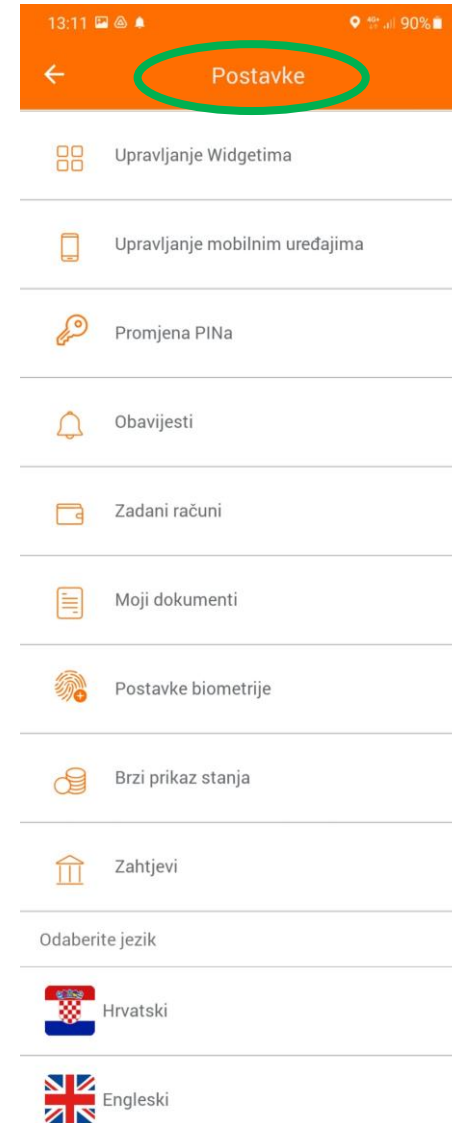 13:11 90%
Postavke
Upravljanje Widgetima
Upravljanje mobilnim uređajima
Promjena PINa
Obavijesti
Zadani računi
Moji dokumenti
Postavke biometrije
Brzi prikaz stanja
Zahtjevi
Odaberite jezik
Hrvatski
Engleski